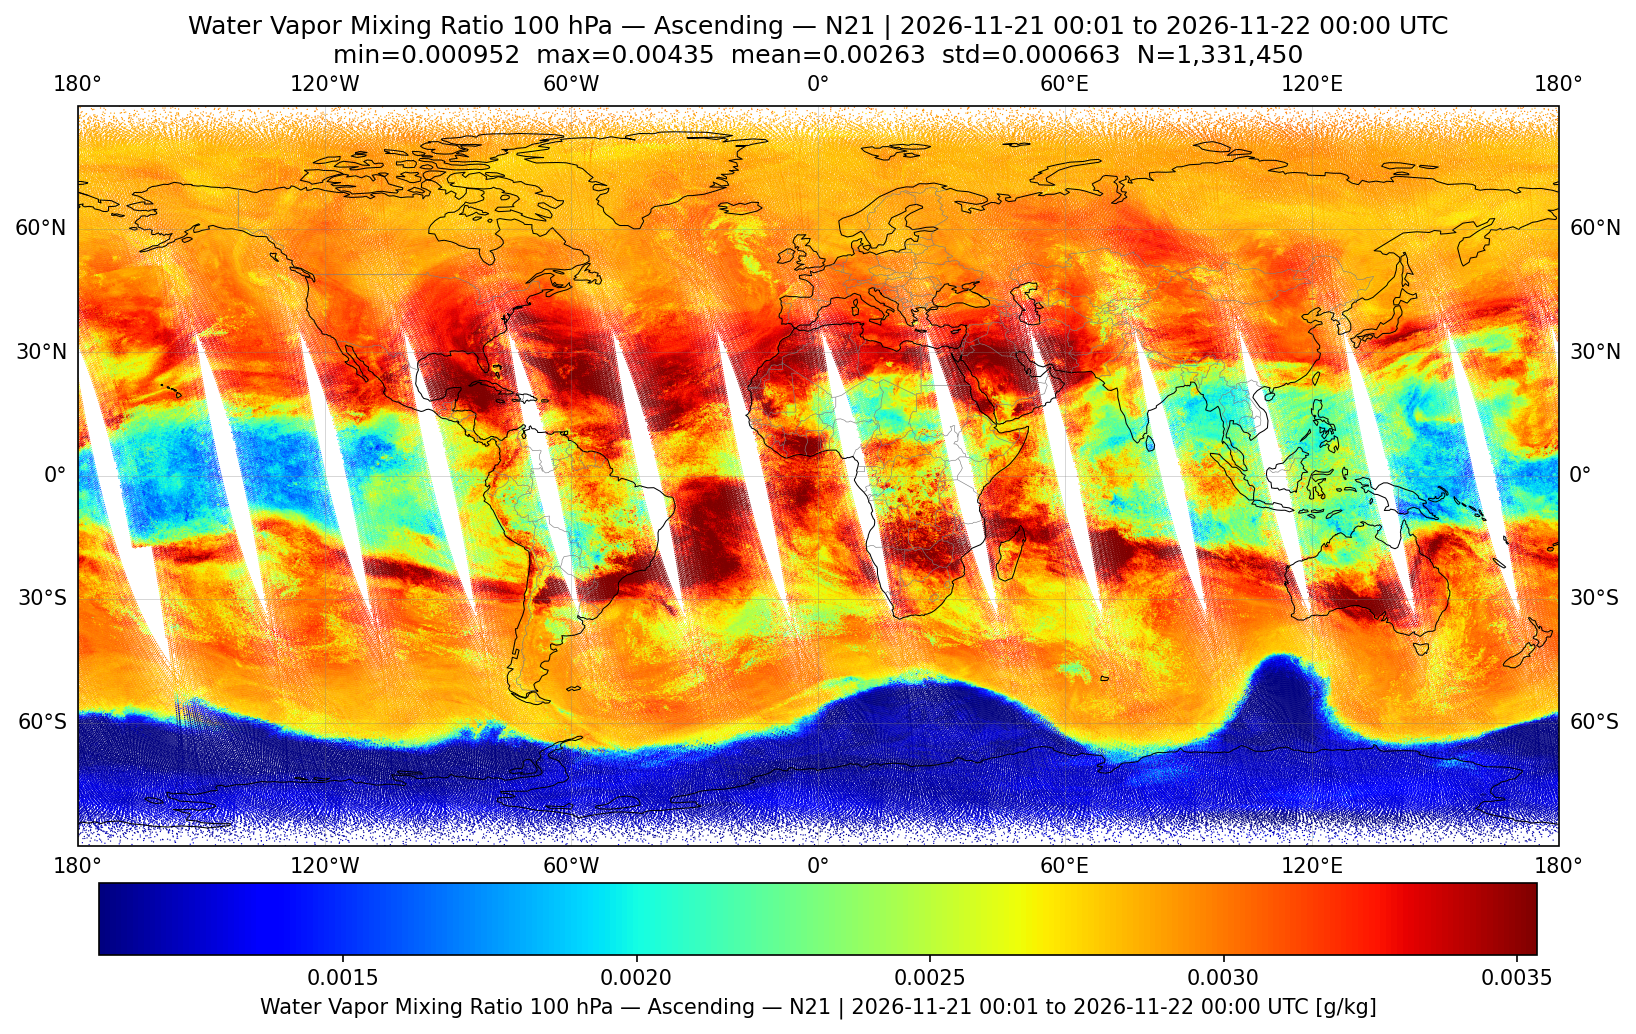 Water Vapor Mixing Ratio 100 hPa — Ascending — N21 | 2026-11-21 00:01 to 2026-11-22 00:00 UTC
min=0.000952  max=0.00435  mean=0.00263  std=0.000663  N=1,331,450
180° 120°W 60°W 0° 60°E 120°E 180°
60°N 60°N
30°N 30°N
0° 0°
30°S 30°S
60°S 60°S
180° 120°W 60°W 0° 60°E 120°E 180°
0.0015 0.0020 0.0025 0.0030 0.0035
Water Vapor Mixing Ratio 100 hPa — Ascending — N21 | 2026-11-21 00:01 to 2026-11-22 00:00 UTC [g/kg]